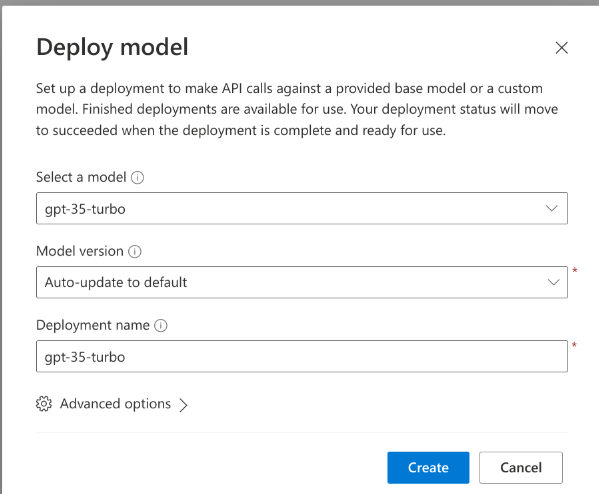 Deploy model
Set up a deployment to make API calls against a provided base model or a custom
model. Finished deployments are available for use. Your deployment status will move
to succeeded when the deployment is complete and ready for use.
Select a model
gpt-35-turbo
Model version
Auto-update to default
*
Deployment name
gpt-35-turbo
*
Advanced options
Create
Cancel